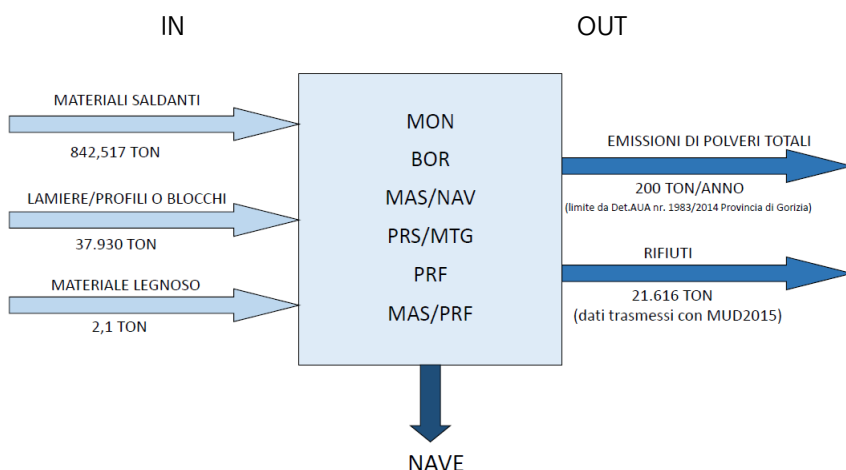 IN
OUT
MATERIALI SALDANTI
842,517 TON
LAMIERE/PROFILI O BLOCCHI
37.930 TON
MATERIALE LEGNOSO
2,1 TON
MON
BOR
MAS/NAV
PRS/MTG
PRF
MAS/PRF
EMISSIONI DI POLVERI TOTALI
200 TON/ANNO
(limite da Det.AUA nr. 1983/2014 Provincia di Gorizia)
RIFIUTI
21.616 TON
(dati trasmessi con MUD2015)
NAVE